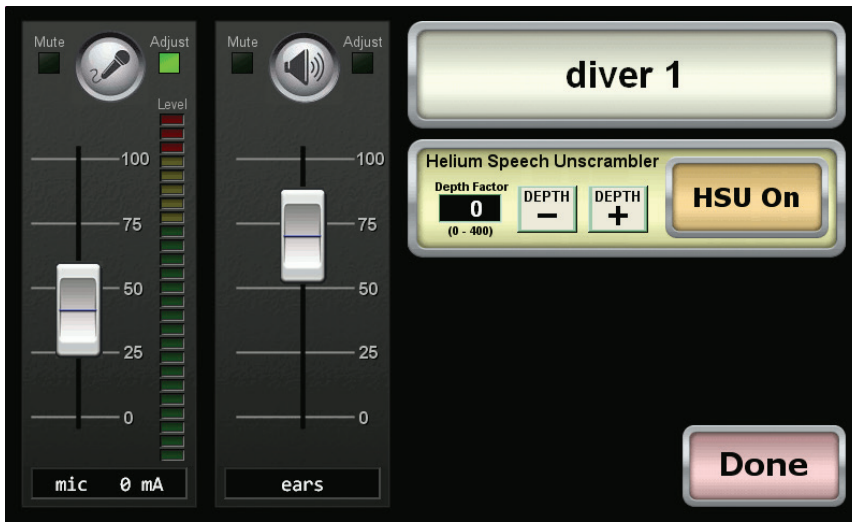 Mute Adjust
Level
100
75
50
25
0
mic 0 mA
Mute Adjust
100
75
50
25
0
ears
diver 1
Helium Speech Unscrambler
Depth Factor
0
(0 - 400)
DEPTH
−
DEPTH
+
HSU On
Done